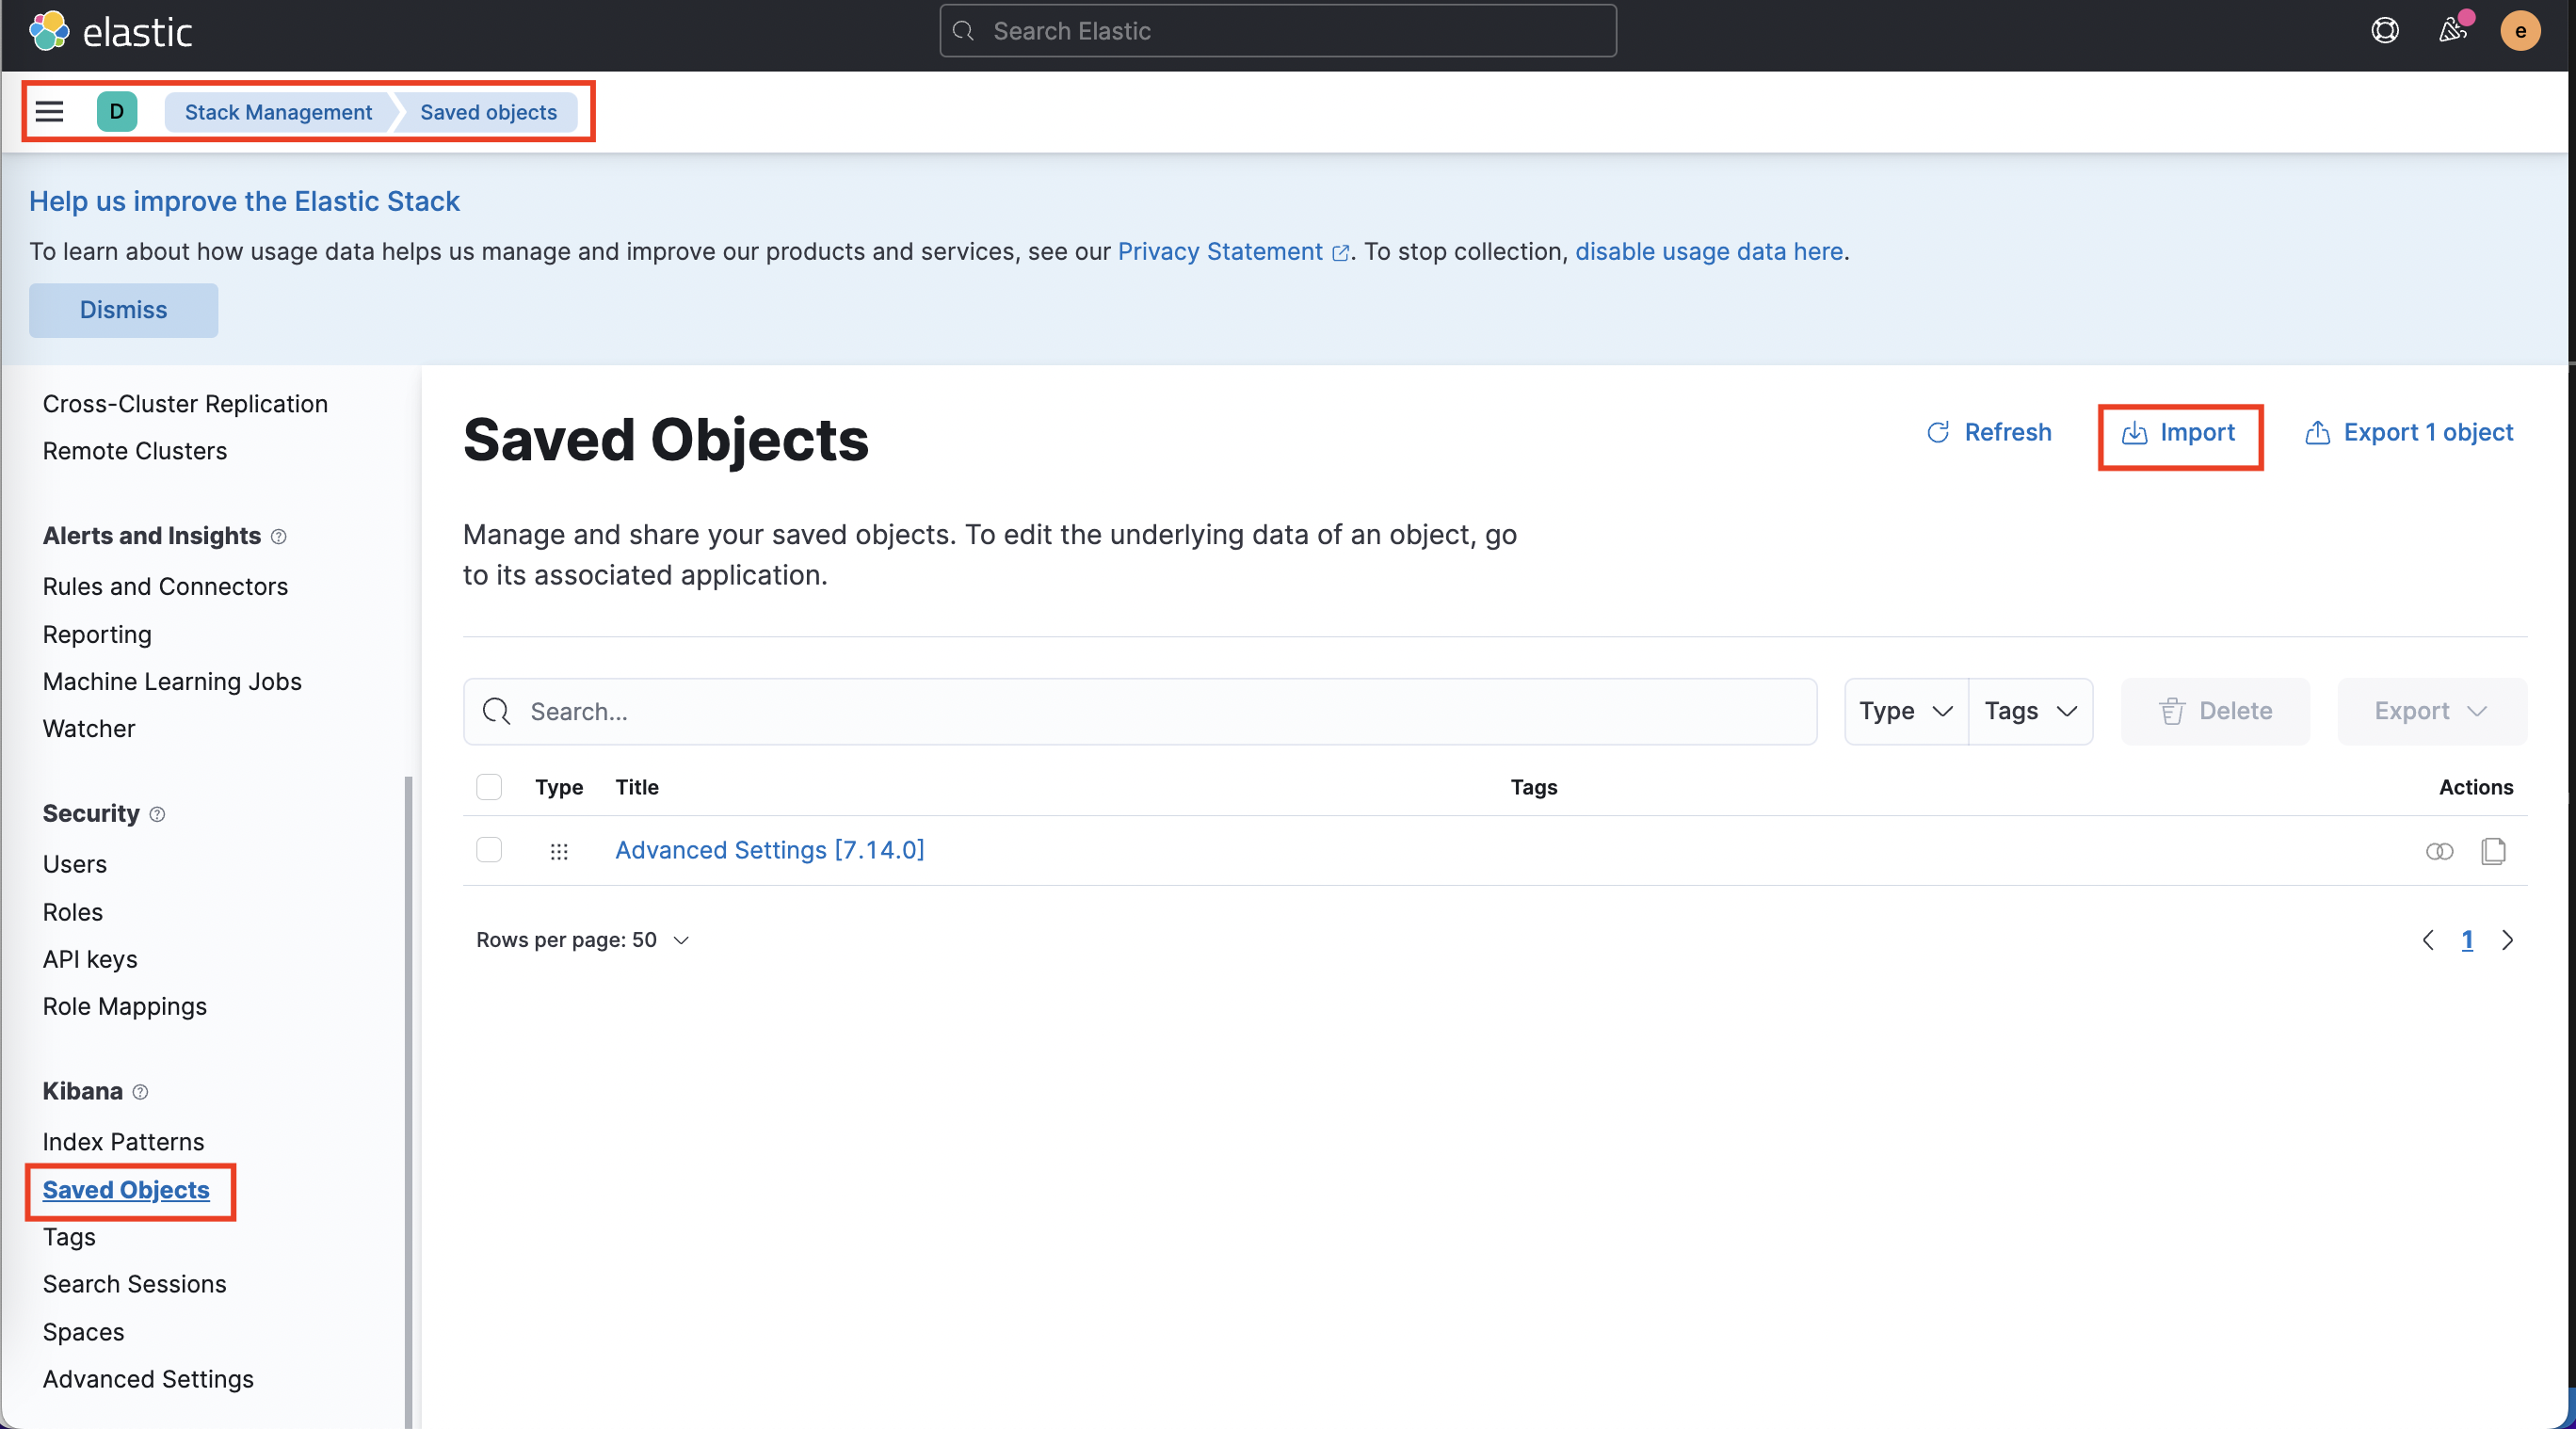 elastic
Search Elastic
e
D
Stack Management
Saved objects
Help us improve the Elastic Stack
To learn about how usage data helps us manage and improve our products and services, see our Privacy Statement. To stop collection, disable usage data here.
Dismiss
Cross-Cluster Replication
Remote Clusters
Alerts and Insights
Rules and Connectors
Reporting
Machine Learning Jobs
Watcher
Security
Users
Roles
API keys
Role Mappings
Kibana
Index Patterns
Saved Objects
Tags
Search Sessions
Spaces
Advanced Settings
Saved Objects
Refresh
Import
Export 1 object
Manage and share your saved objects. To edit the underlying data of an object, go
to its associated application.
Search...
Type
Tags
Delete
Export
Type Title Tags Actions
Advanced Settings [7.14.0]
Rows per page: 50
1